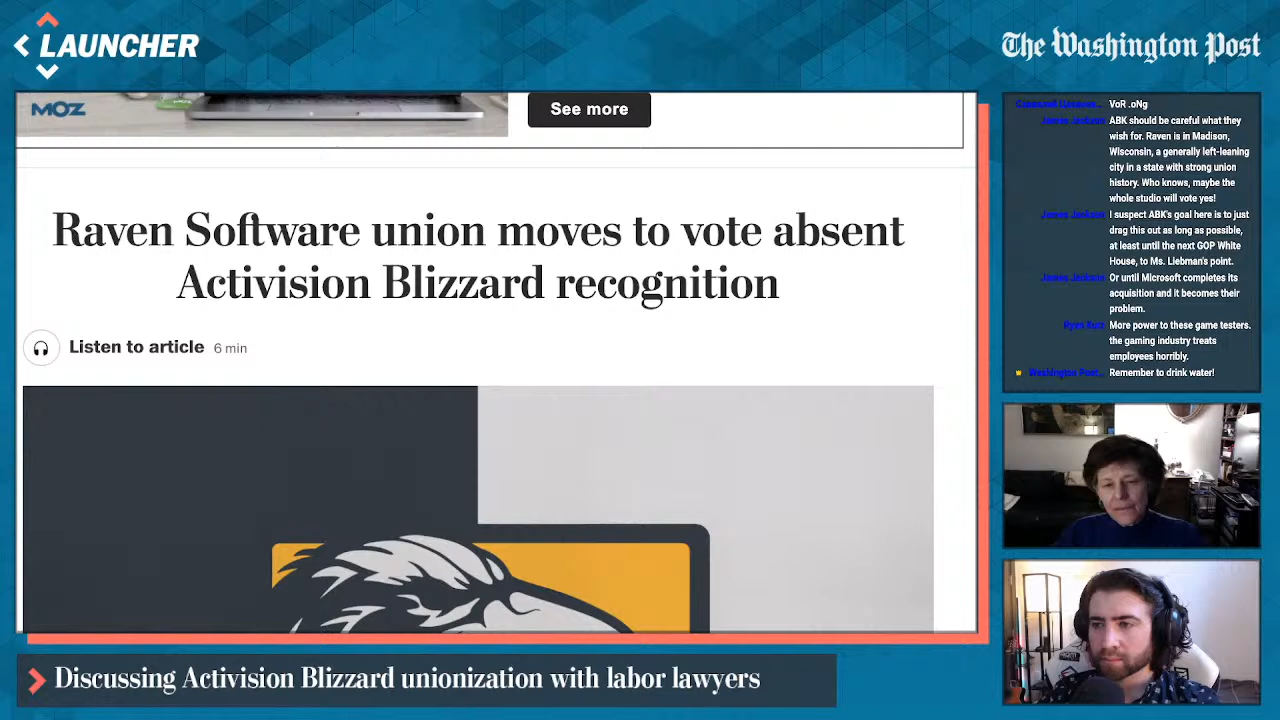 LAUNCHER
The Washington Post
MOZ
See more
Raven Software union moves to vote absent
Activision Blizzard recognition
Listen to article 6 min
VoR .oNg
ABK should be careful what they
wish for. Raven is in Madison,
Wisconsin, a generally left-leaning
city in a state with strong union
history. Who knows, maybe the
whole studio will vote yes!
I suspect ABK's goal here is to just
drag this out as long as possible,
at least until the next GOP White
House, to Ms. Liebman's point.
Or until Microsoft completes its
acquisition and it becomes their
problem.
More power to these game testers.
the gaming industry treats
employees horribly.
Washington Post... Remember to drink water!
Discussing Activision Blizzard unionization with labor lawyers